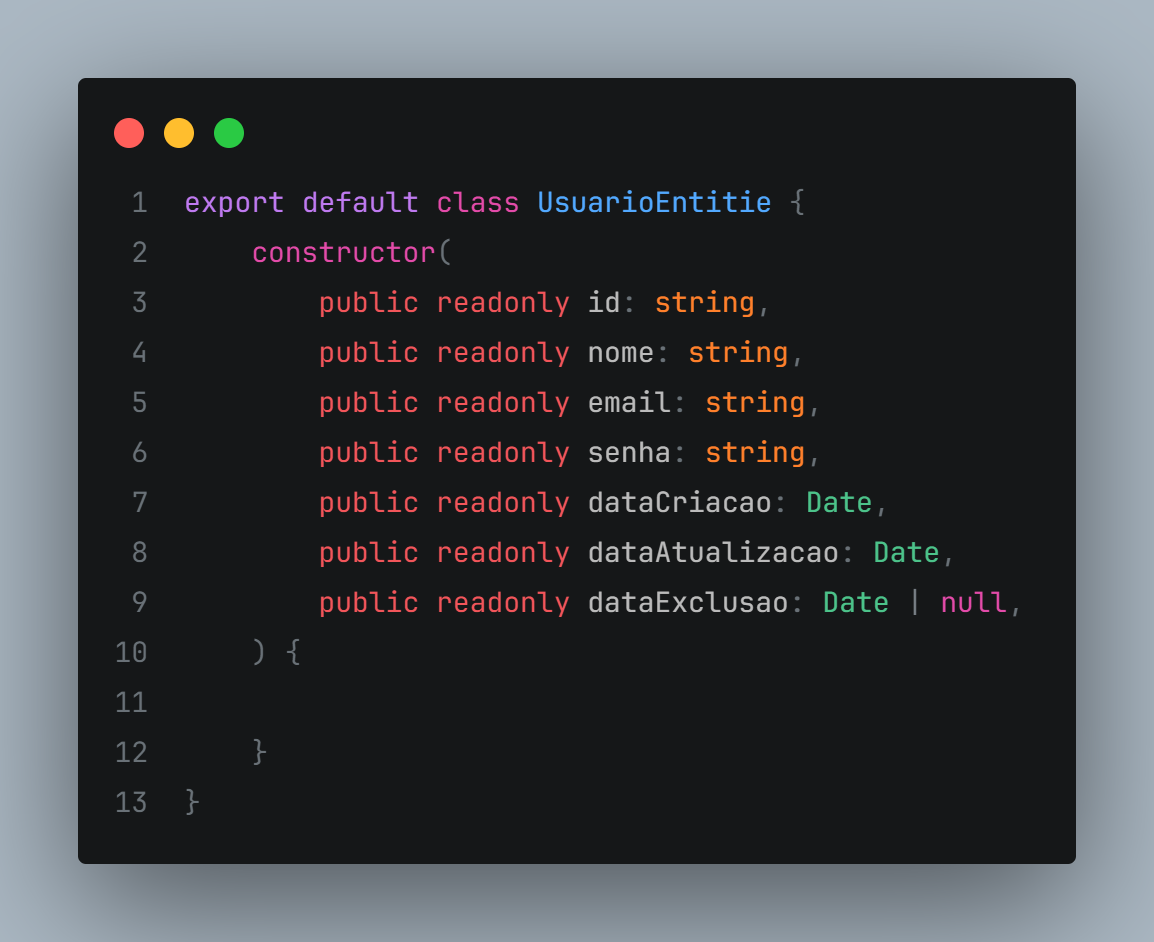 1 export default class UsuarioEntitie {
2     constructor(
3         public readonly id: string,
4         public readonly nome: string,
5         public readonly email: string,
6         public readonly senha: string,
7         public readonly dataCriacao: Date,
8         public readonly dataAtualizacao: Date,
9         public readonly dataExclusao: Date | null,
10     ) {
11
12     }
13 }